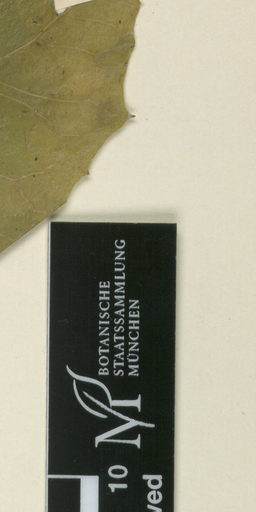 BOTANISCHE
STAATSSAMMLUNG
MÜNCHEN
10
ved